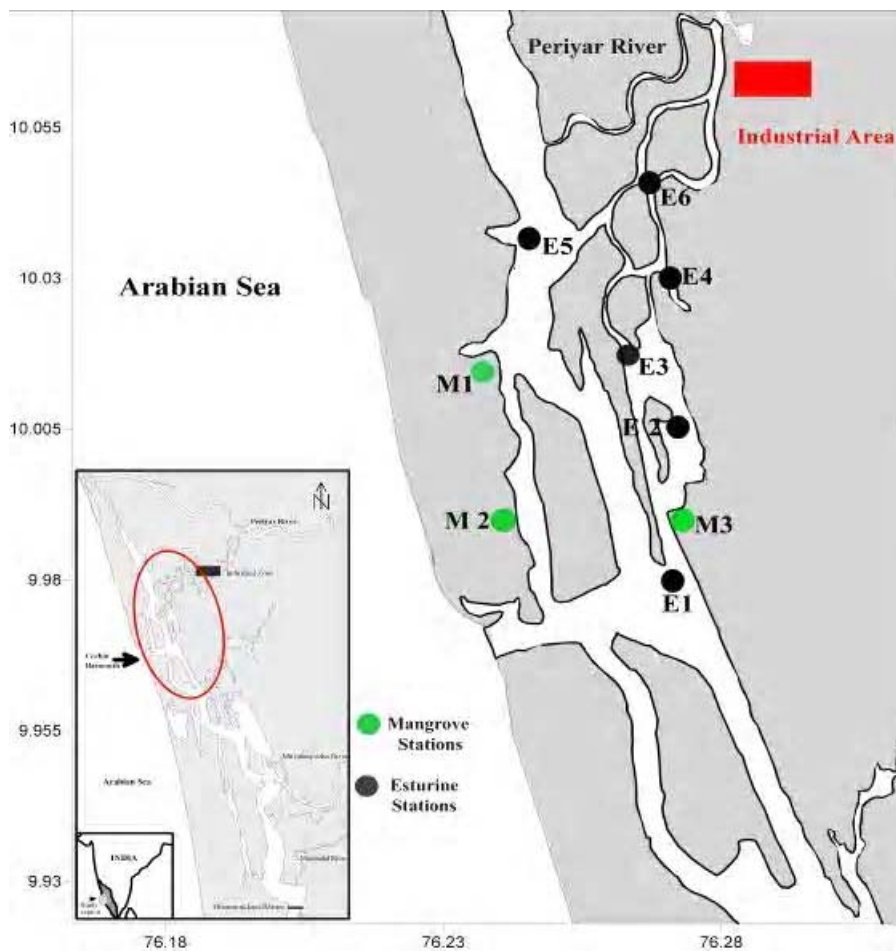 Periyar River
10.055
Industrial Area
E6
E5
10.03
Arabian Sea
E4
E3
M1
10.005
E 2
M 2
M3
N
Periyar River
9.98
E1
9.955
Mangrove
Stations
Arabian Sea
Esturine
Stations
INDIA
9.93
76.18
76.23
76.28